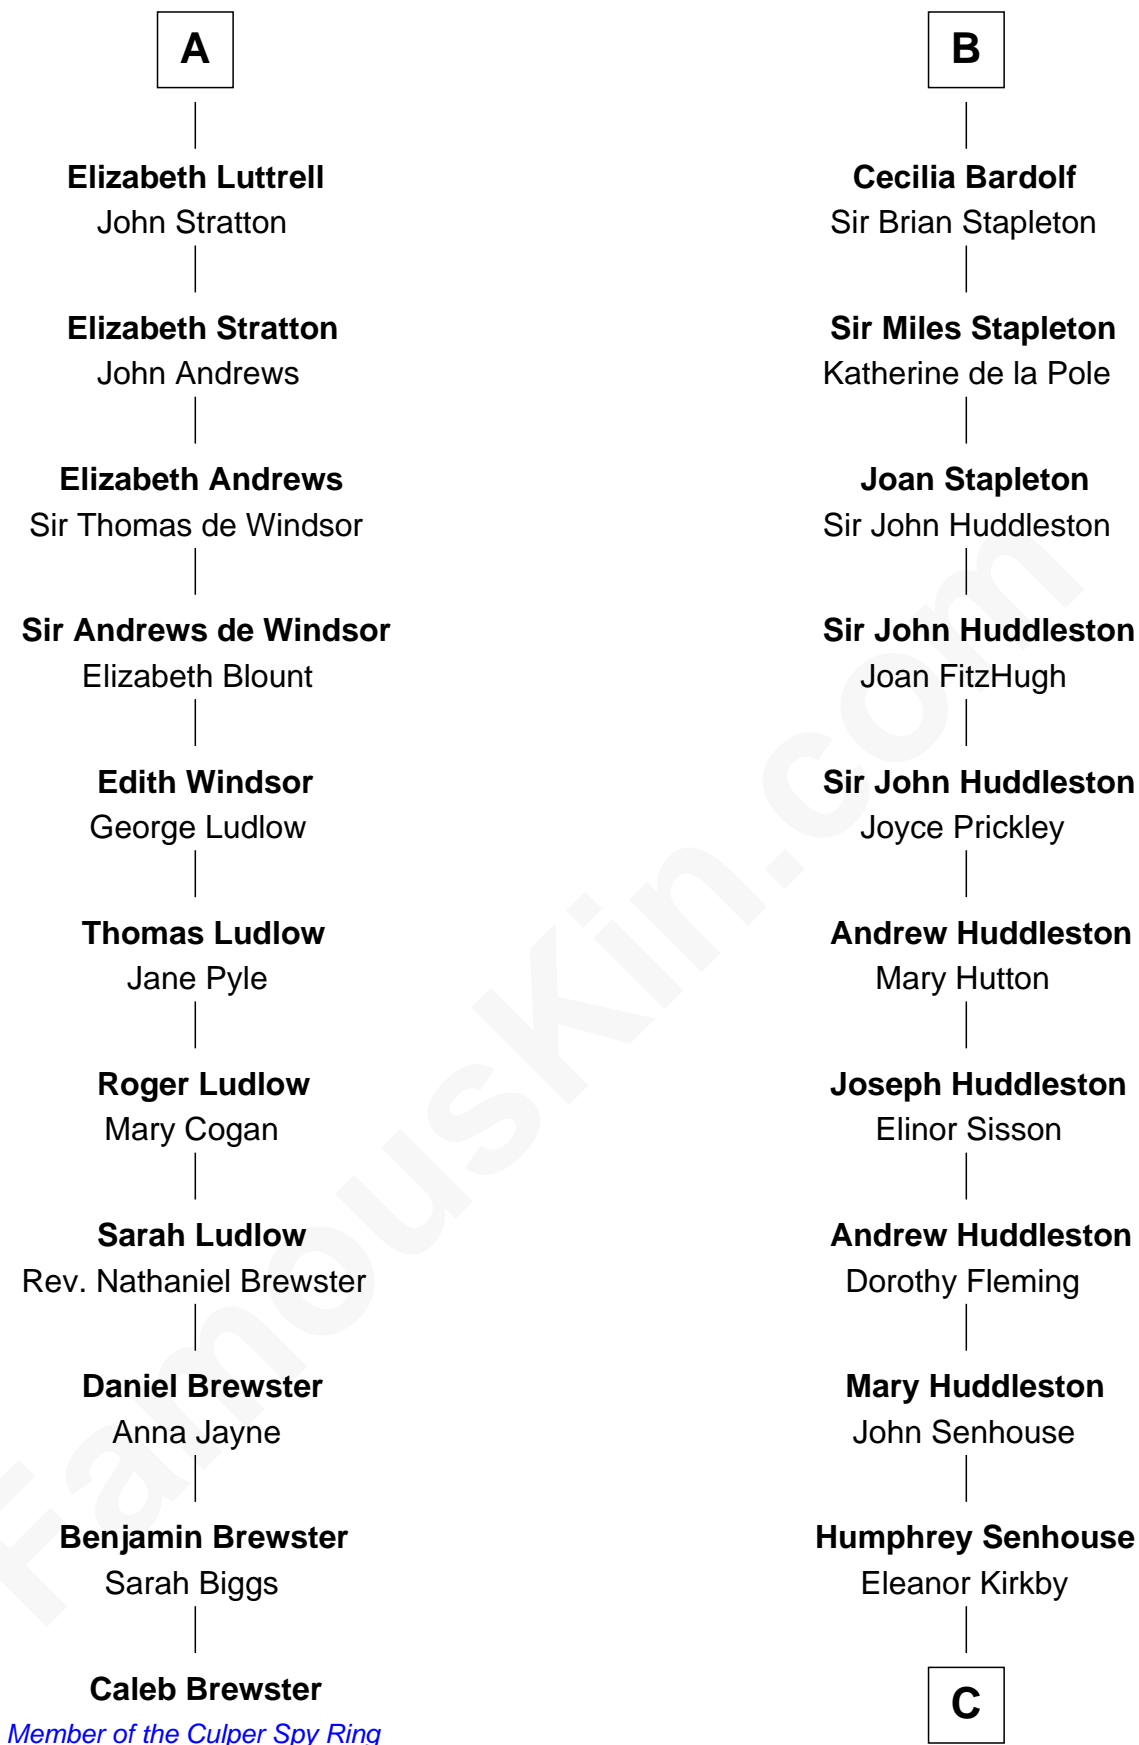 A
Elizabeth Luttrell
John Stratton
Elizabeth Stratton
John Andrews
Elizabeth Andrews
Sir Thomas de Windsor
Sir Andrews de Windsor
Elizabeth Blount
Edith Windsor
George Ludlow
Thomas Ludlow
Jane Pyle
Roger Ludlow
Mary Cogan
Sarah Ludlow
Rev. Nathaniel Brewster
Daniel Brewster
Anna Jayne
Benjamin Brewster
Sarah Biggs
Caleb Brewster
Member of the Culper Spy Ring
B
Cecilia Bardolf
Sir Brian Stapleton
Sir Miles Stapleton
Katherine de la Pole
Joan Stapleton
Sir John Huddleston
Sir John Huddleston
Joan FitzHugh
Sir John Huddleston
Joyce Prickley
Andrew Huddleston
Mary Hutton
Joseph Huddleston
Elinor Sisson
Andrew Huddleston
Dorothy Fleming
Mary Huddleston
John Senhouse
Humphrey Senhouse
Eleanor Kirkby
C
FamousKin.com